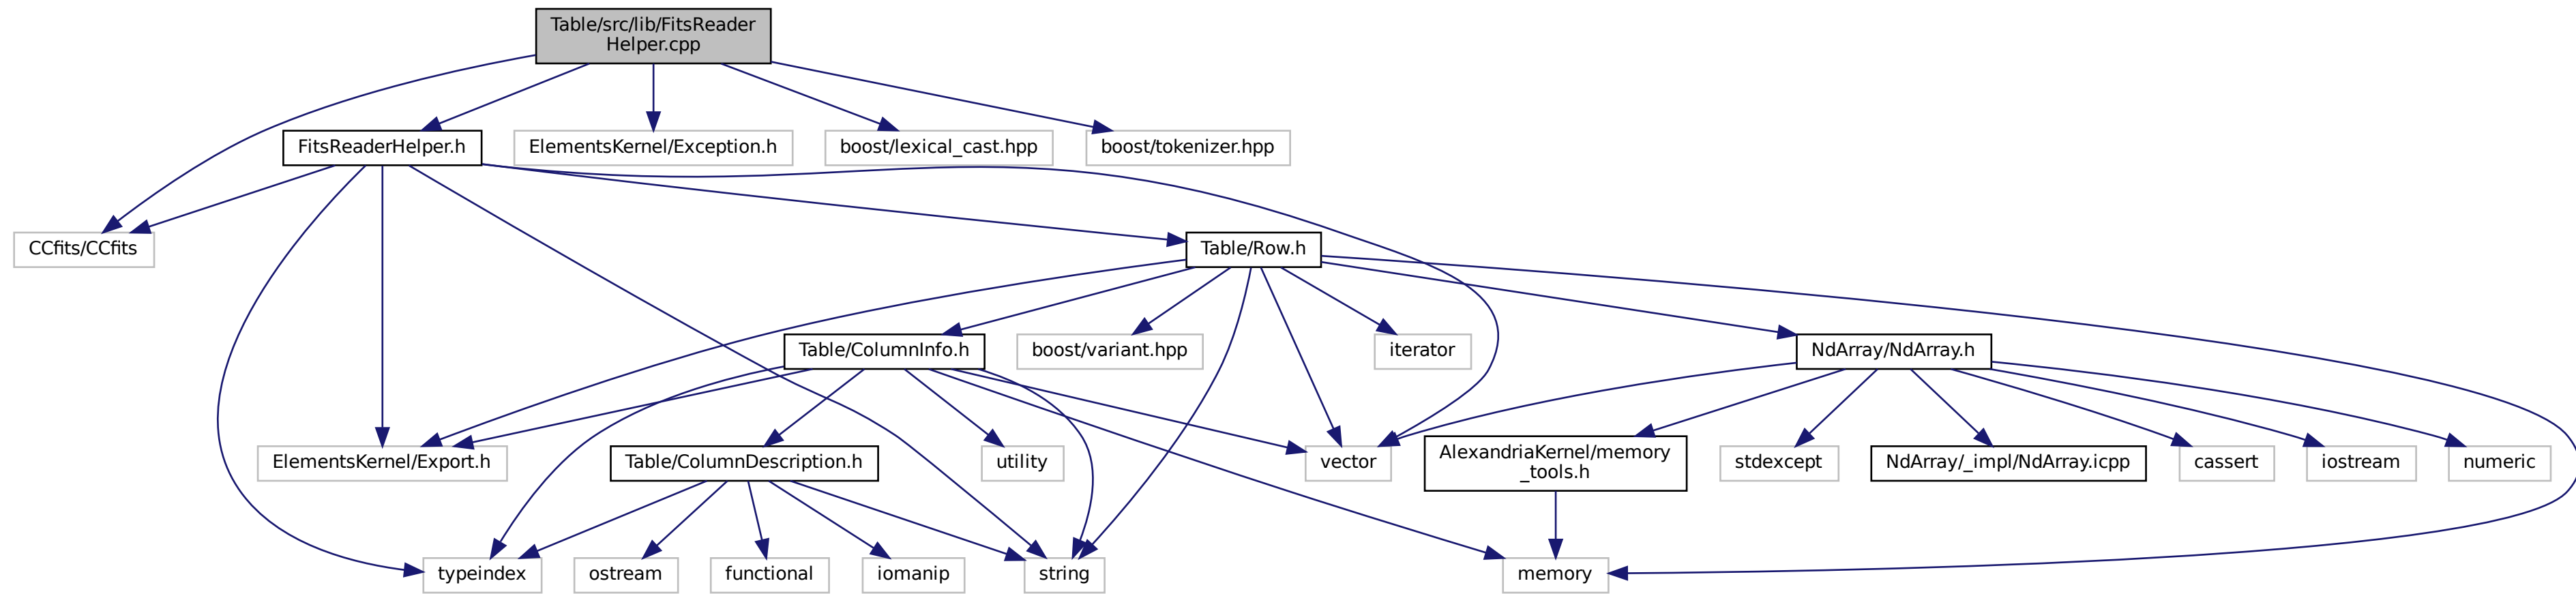 Table/src/lib/FitsReader
Helper.cpp
FitsReaderHelper.h
ElementsKernel/Exception.h
boost/lexical_cast.hpp
boost/tokenizer.hpp
CCfits/CCfits
Table/Row.h
Table/ColumnInfo.h
boost/variant.hpp
iterator
NdArray/NdArray.h
ElementsKernel/Export.h
Table/ColumnDescription.h
utility
vector
AlexandriaKernel/memory
_tools.h
stdexcept
NdArray/_impl/NdArray.icpp
cassert
iostream
numeric
typeindex
ostream
functional
iomanip
string
memory